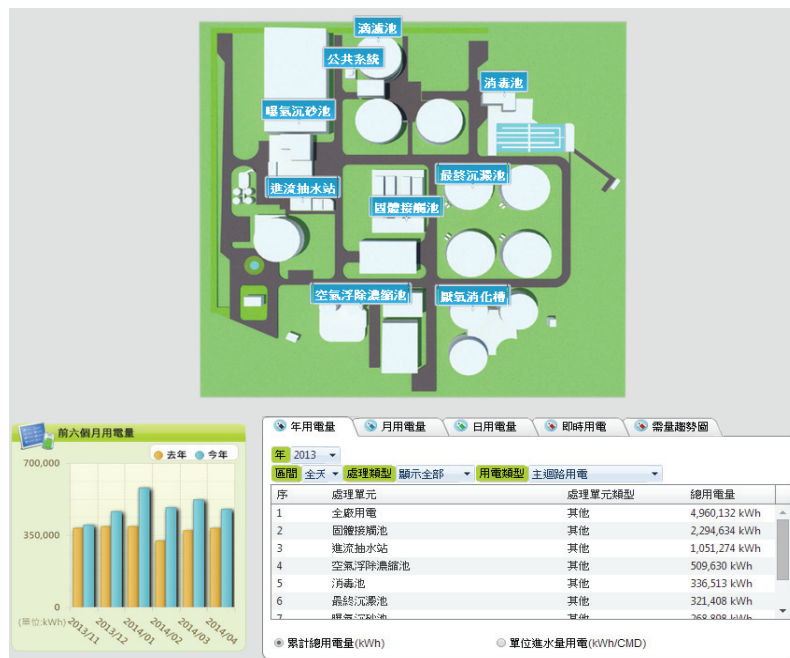 滴濾池
公共系統
消毒池
曝氣沉砂池
最終沉澱池
進流抽水站
固體接觸池
空氣浮除濃縮池
厭氧消化槽
前六個月用電量
去年 今年
700,000
350,000
0
(單位:kWh)
2013/11 2013/12 2014/01 2014/02 2014/03 2014/04
年用電量 月用電量 日用電量 即時用電 需量趨勢圖
年 2013
區間 全天 處理類型 顯示全部 用電類型 主迴路用電
序 處理單元 處理單元類型 總用電量
1 全廠用電 其他 4,960,132 kWh
2 固體接觸池 其他 2,294,634 kWh
3 進流抽水站 其他 1,051,274 kWh
4 空氣浮除濃縮池 其他 509,630 kWh
5 消毒池 其他 336,513 kWh
6 最終沉澱池 其他 321,408 kWh
7 曝氣沉砂池 其他 268,898 kWh
累計總用電量(kWh) 單位進水量用電(kWh/CMD)